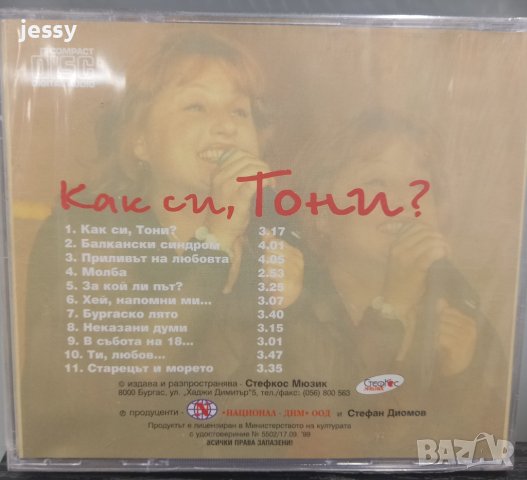 jessy
COMPACT
DISC
DIGITAL AUDIO
Как си, Тони?
1. Как си, Тони? 3.17
2. Балкански синдром 4.01
3. Приливът на любовта 4.05
4. Молба 2.53
5. За кой ли път? 3.25
6. Хей, напомни ми... 3.07
7. Бургаско лято 3.40
8. Неказани думи 3.15
9. В събота на 18... 3.01
10. Ти, любов... 3.47
11. Старецът и морето 3.35
© издава и разпространява - Стефкос Мюзик
8000 Бургас, ул. „Хаджи Димитър"5, тел./факс: (056) 800 563
Стефкос
℗ продуценти - •НАЦИОНАЛ - ДИМ• ООД и Стефан Диомов
Продуктът е лицензиран в Министерството на културата
с удостоверение № 5502/17.09. '99
ВСИЧКИ ПРАВА ЗАПАЗЕНИ!
BAZAR